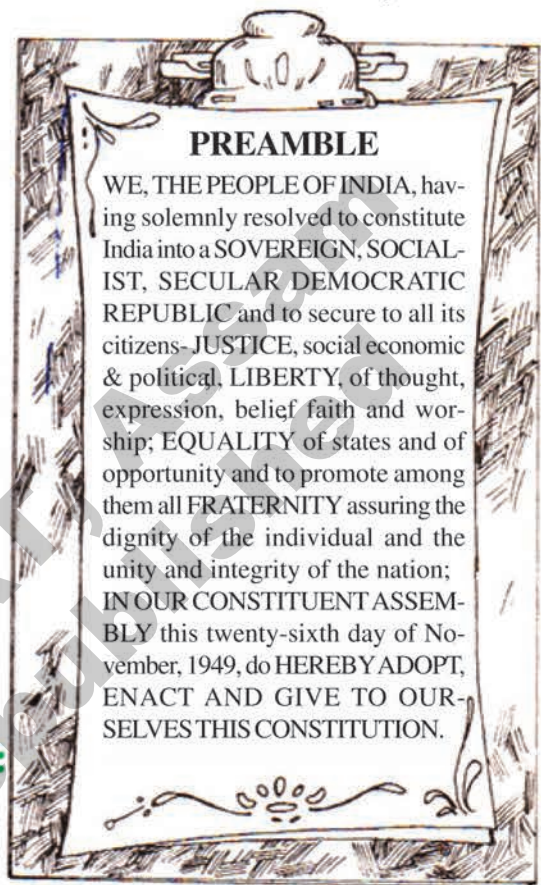 PREAMBLE
WE, THE PEOPLE OF INDIA, hav-
ing solemnly resolved to constitute
India into a SOVEREIGN, SOCIAL-
IST, SECULAR DEMOCRATIC
REPUBLIC and to secure to all its
citizens- JUSTICE, social economic
& political, LIBERTY, of thought,
expression, belief faith and wor-
ship; EQUALITY of states and of
opportunity and to promote among
them all FRATERNITY assuring the
dignity of the individual and the
unity and integrity of the nation;
IN OUR CONSTITUENT ASSEM-
BLY this twenty-sixth day of No-
vember, 1949, do HEREBY ADOPT,
ENACT AND GIVE TO OUR-
SELVES THIS CONSTITUTION.